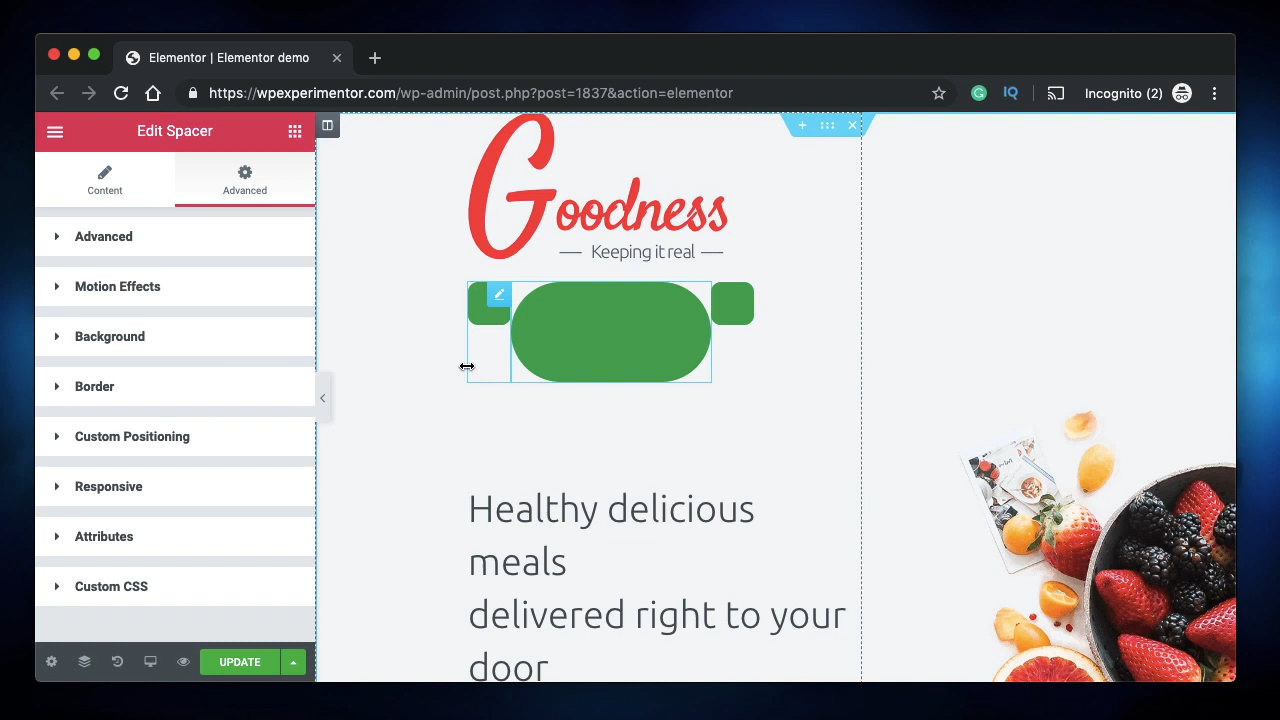 Elementor | Elementor demo
https://wpexperimentor.com/wp-admin/post.php?post=1837&action=elementor
IQ
Incognito (2)
Edit Spacer
Content
Advanced
Advanced
Motion Effects
Background
Border
Custom Positioning
Responsive
Attributes
Custom CSS
UPDATE
Goodness
Keeping it real
Healthy delicious
meals
delivered right to your
door